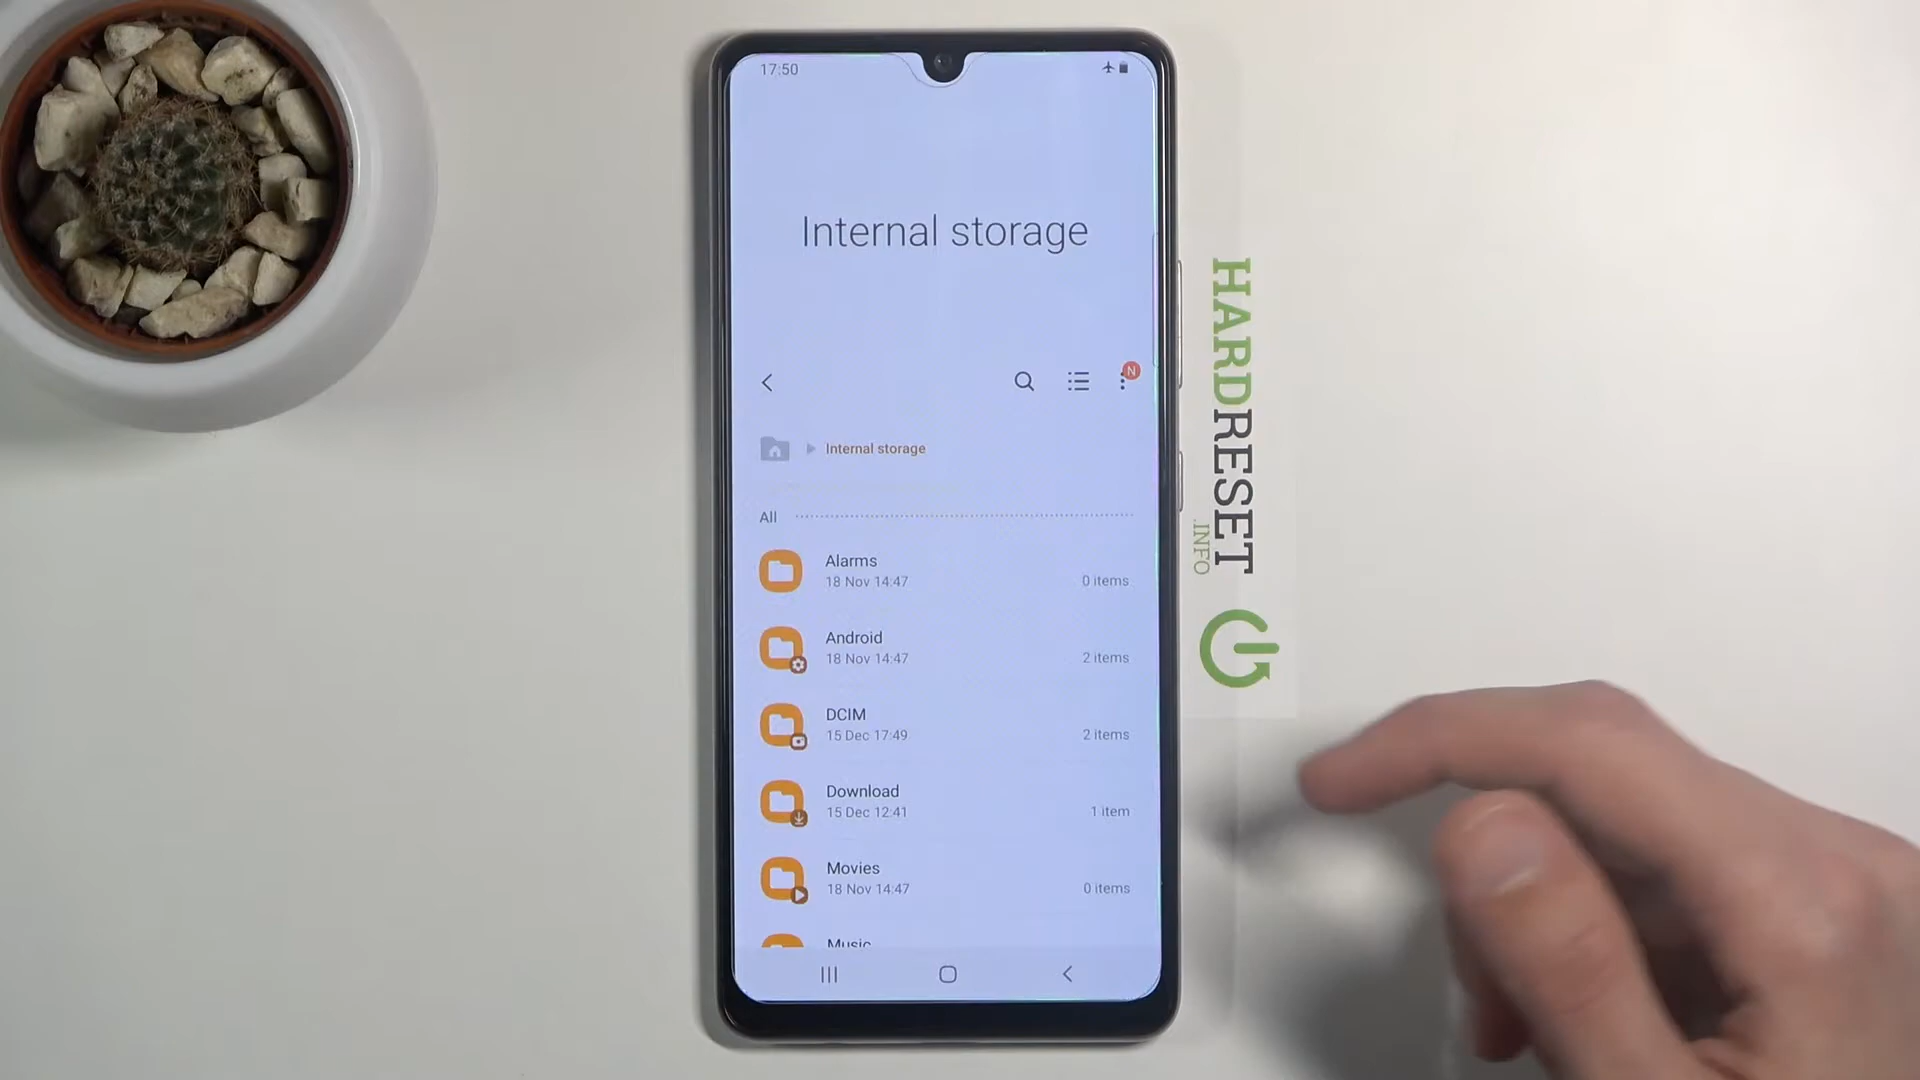 17:50
Internal storage
N
Internal storage
All
Alarms
18 Nov 14:47
0 items
Android
18 Nov 14:47
2 items
DCIM
15 Dec 17:49
2 items
Download
15 Dec 12:41
1 item
Movies
18 Nov 14:47
0 items
Music
HARDRESET
.INFO